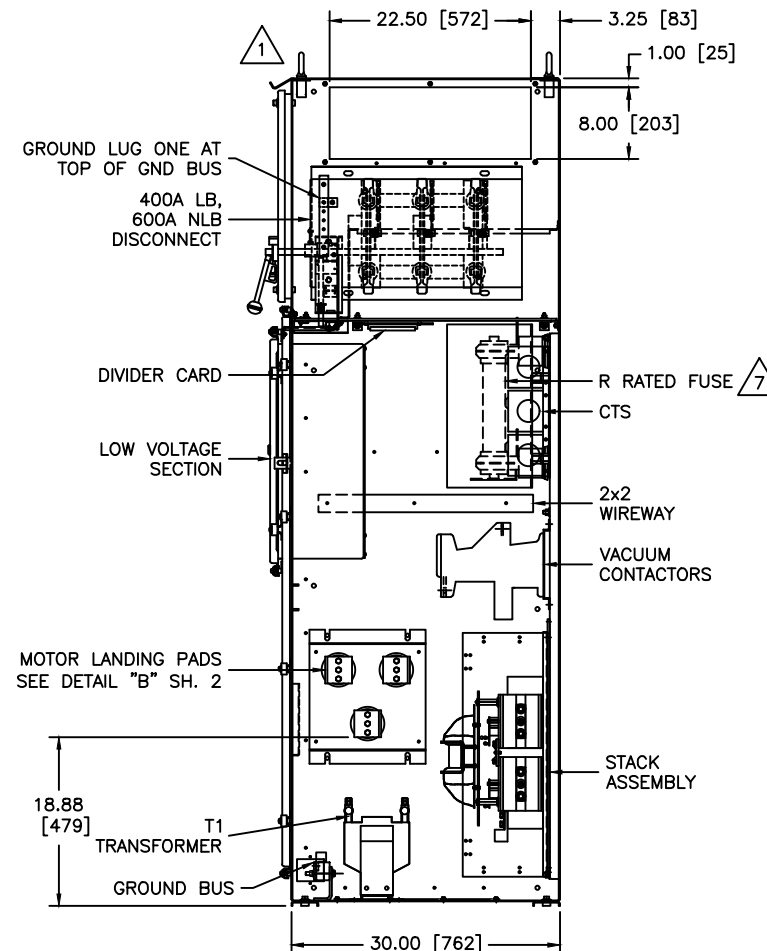 22.50 [572]
3.25 [83]
1
1.00 [25]
8.00 [203]
GROUND LUG ONE AT
TOP OF GND BUS
400A LB,
600A NLB
DISCONNECT
DIVIDER CARD
R RATED FUSE
7
CTS
LOW VOLTAGE
SECTION
2x2
WIREWAY
VACUUM
CONTACTORS
MOTOR LANDING PADS
SEE DETAIL "B" SH. 2
STACK
ASSEMBLY
18.88
[479]
T1
TRANSFORMER
GROUND BUS
30.00 [762]